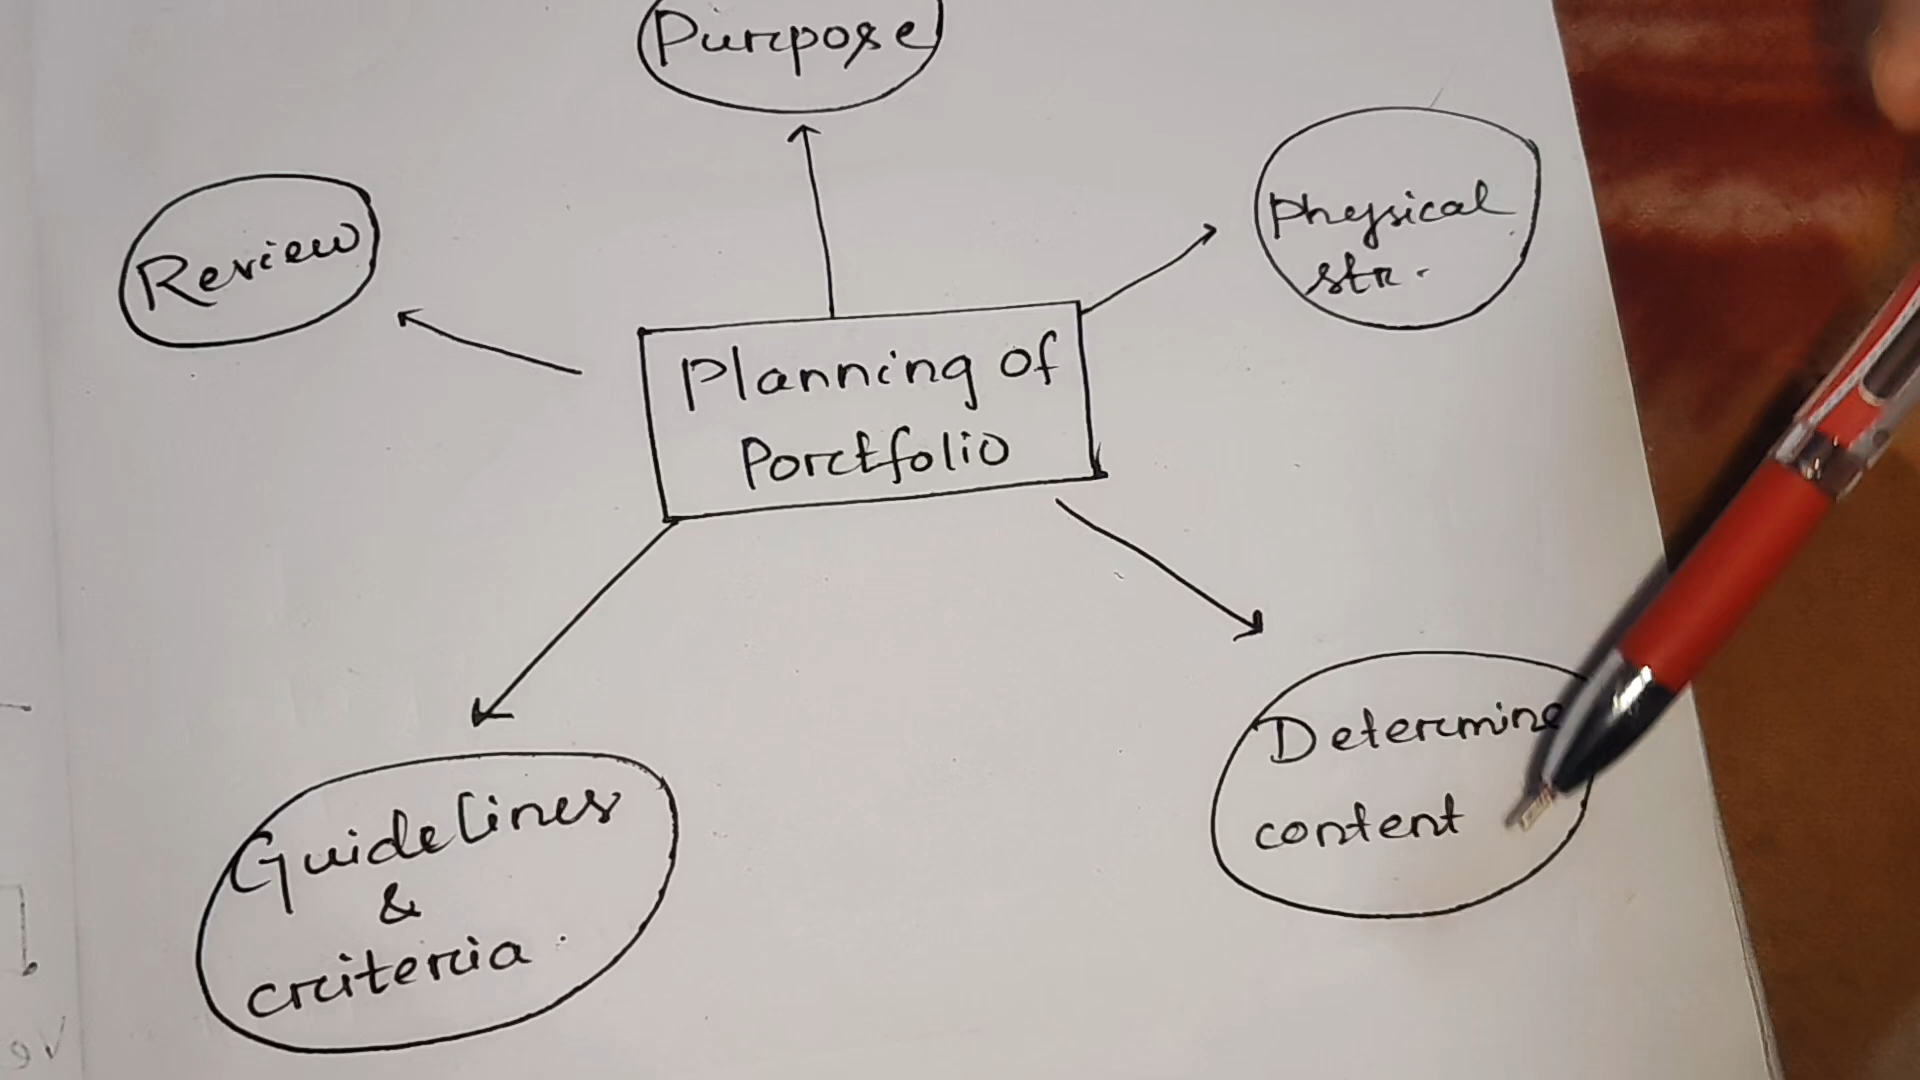 Purpose
Physical
str.
Review
Planning of
Portfolio
Determine
content
Guidelines
&
criteria